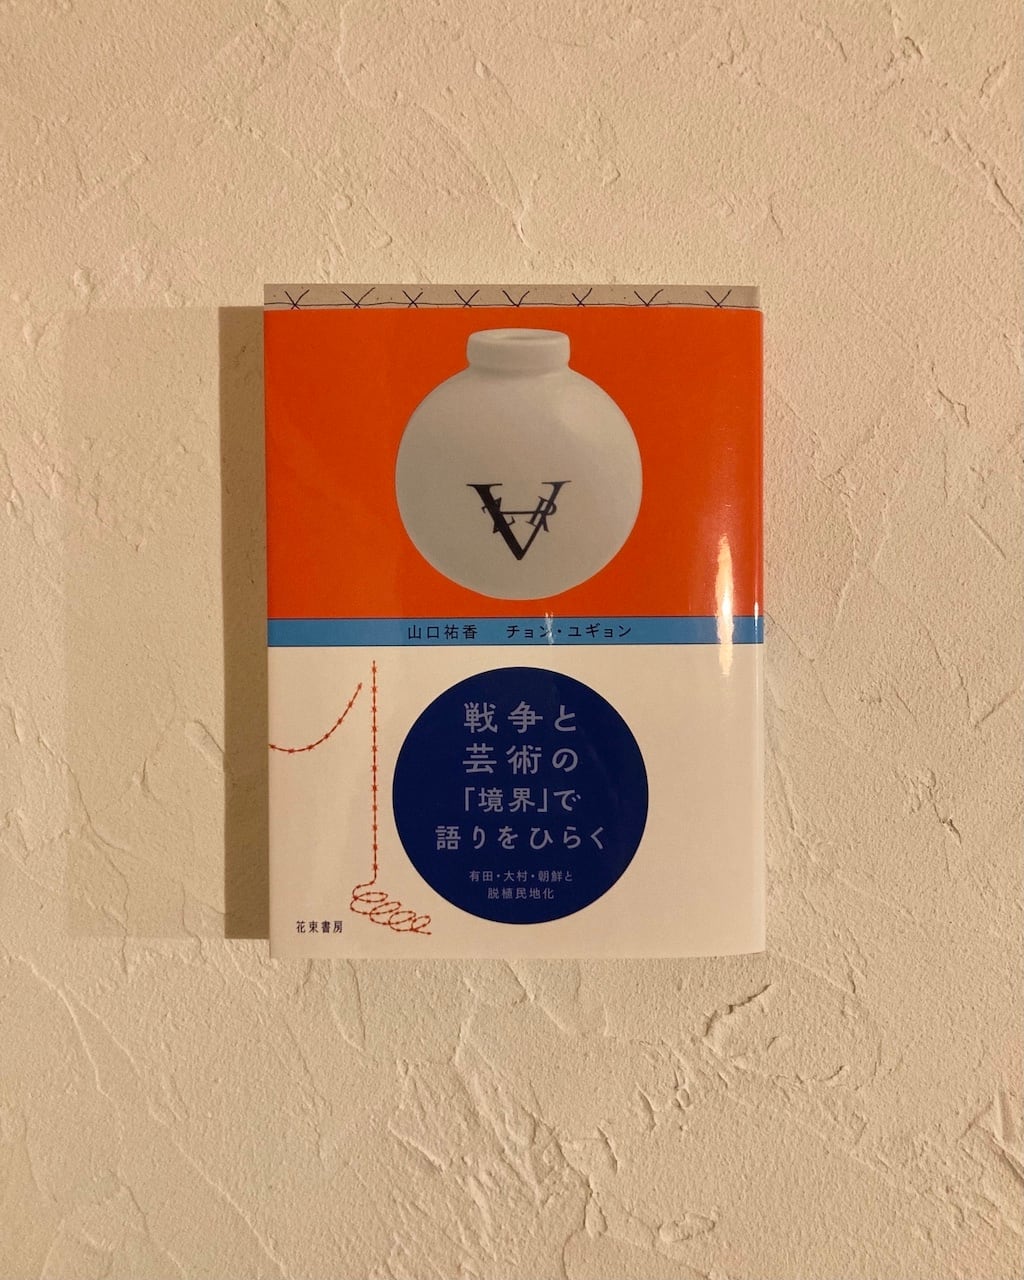 VA
ZR
山口祐香 チョン・ユギョン
戦争と
芸術の
「境界」で
語りをひらく
有田・大村・朝鮮と
脱植民地化
花束書房